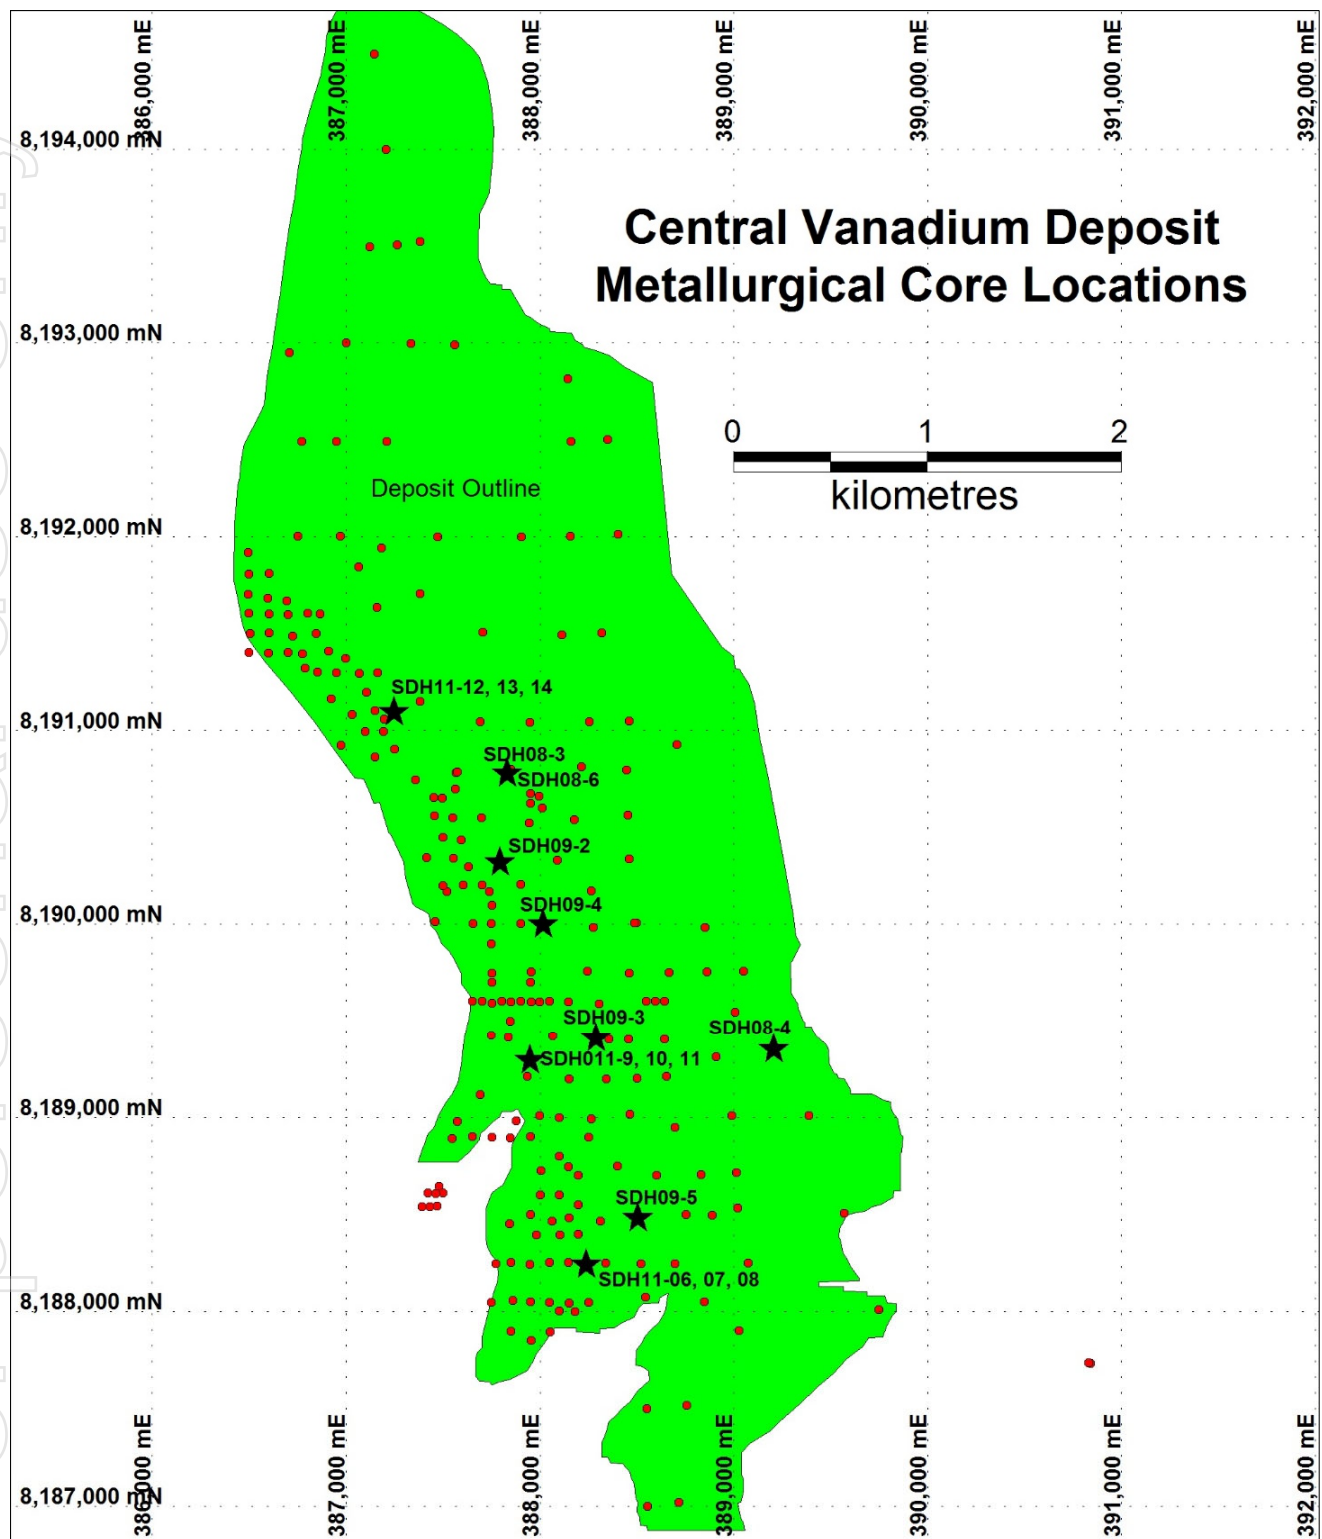 386,000 mE
387,000 mE
388,000 mE
389,000 mE
390,000 mE
391,000 mE
392,000 mE
8,194,000 mN
Central Vanadium Deposit
Metallurgical Core Locations
8,193,000 mN
0 1 2
kilometres
Deposit Outline
8,192,000 mN
SDH11-12, 13, 14
8,191,000 mN
SDH08-3
SDH08-6
SDH09-2
SDH09-4
8,190,000 mN
SDH09-3
SDH08-4
SDH011-9, 10, 11
8,189,000 mN
SDH09-5
SDH11-06, 07, 08
8,188,000 mN
8,187,000 mN
386,000 mE
387,000 mE
388,000 mE
389,000 mE
390,000 mE
391,000 mE
392,000 mE